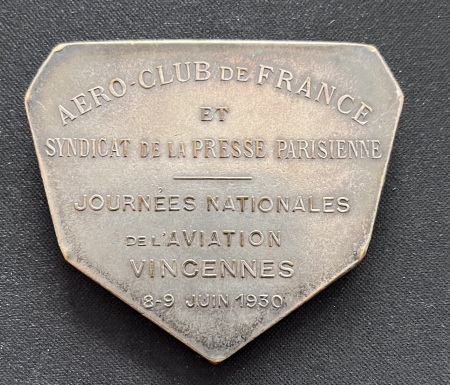 AERO-CLUB DE FRANCE
ET
SYNDICAT DE LA PRESSE PARISIENNE
JOURNÉES NATIONALES
DE L'AVIATION
VINCENNES
8-9 JUIN 1930